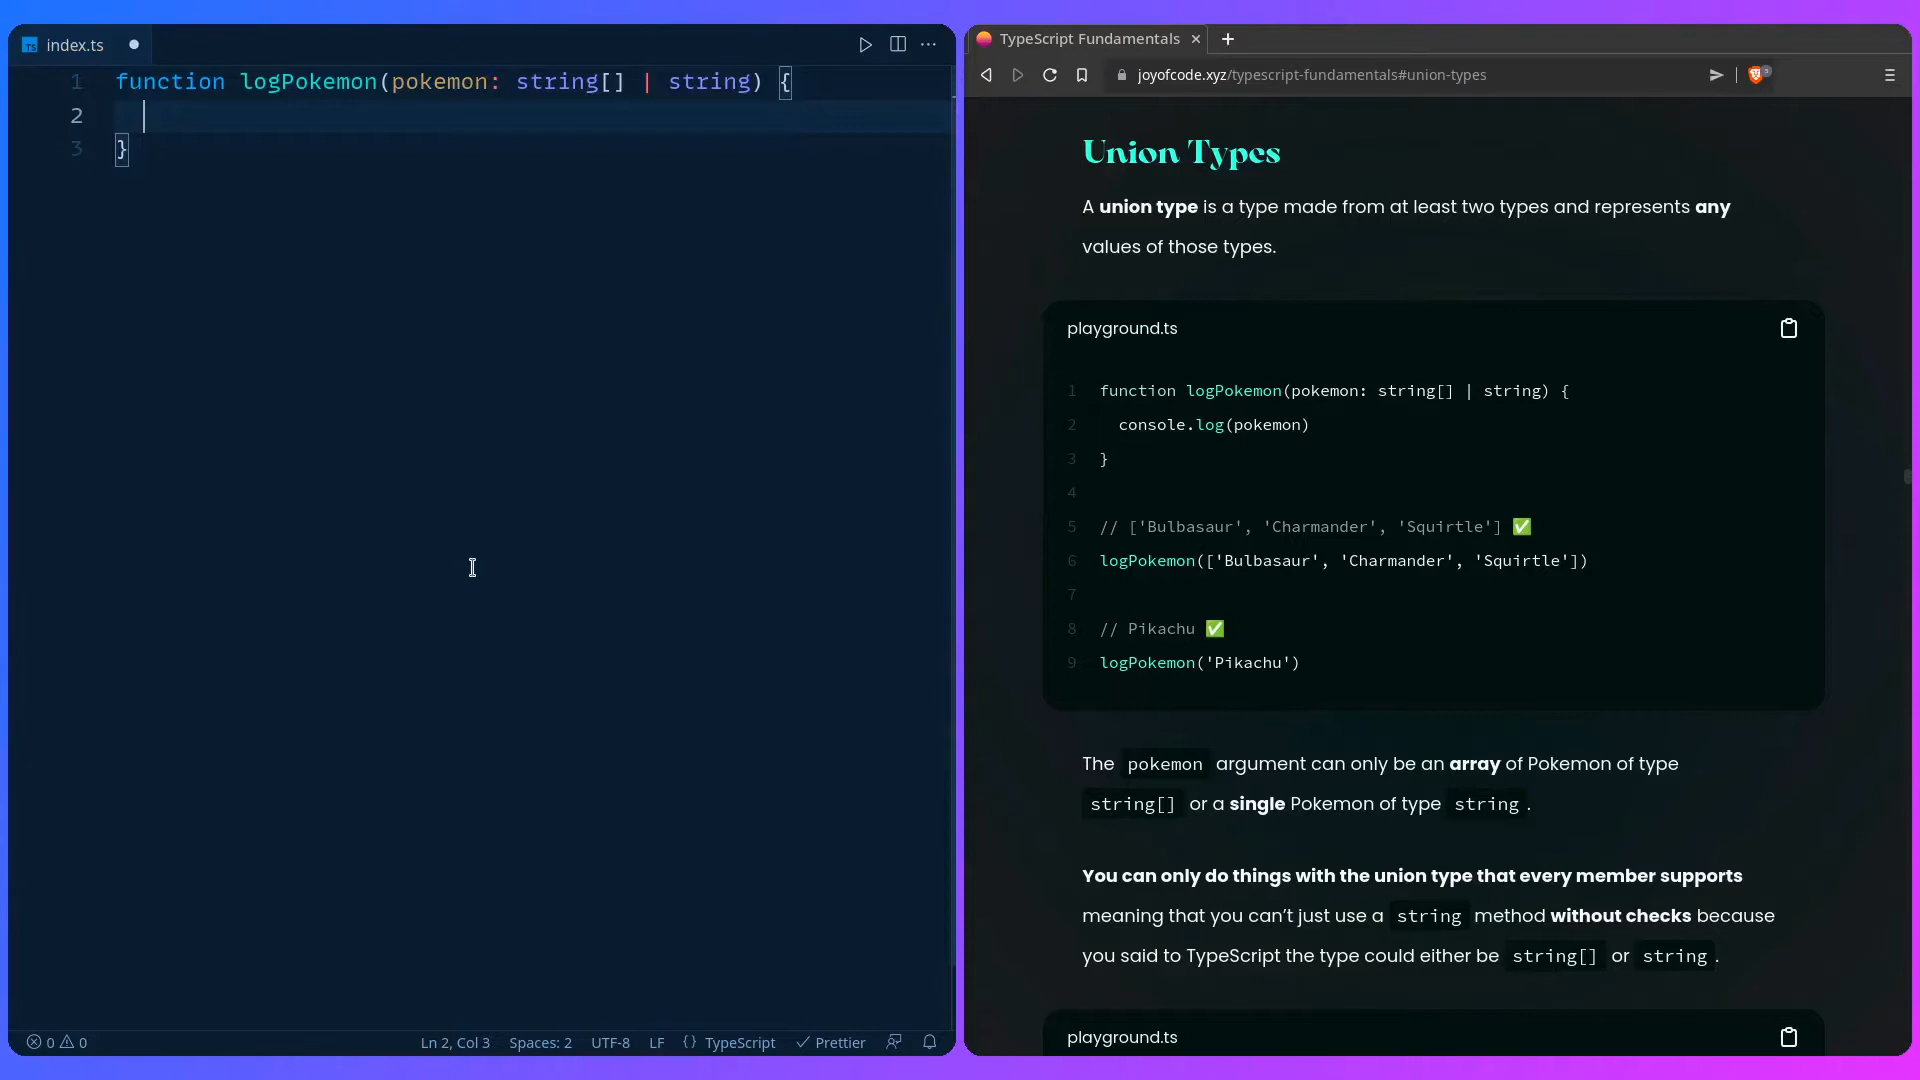 index.ts
1 function logPokemon(pokemon: string[] | string) {
2
3 }
0 0 Ln 2, Col 3 Spaces: 2 UTF-8 LF {} TypeScript Prettier
TypeScript Fundamentals
joyofcode.xyz/typescript-fundamentals#union-types
Union Types
A union type is a type made from at least two types and represents any
values of those types.
playground.ts
1 function logPokemon(pokemon: string[] | string) {
2 console.log(pokemon)
3 }
4
5 // ['Bulbasaur', 'Charmander', 'Squirtle'] ✅
6 logPokemon(['Bulbasaur', 'Charmander', 'Squirtle'])
7
8 // Pikachu ✅
9 logPokemon('Pikachu')
The pokemon argument can only be an array of Pokemon of type
string[] or a single Pokemon of type string.
You can only do things with the union type that every member supports
meaning that you can’t just use a string method without checks because
you said to TypeScript the type could either be string[] or string.
playground.ts